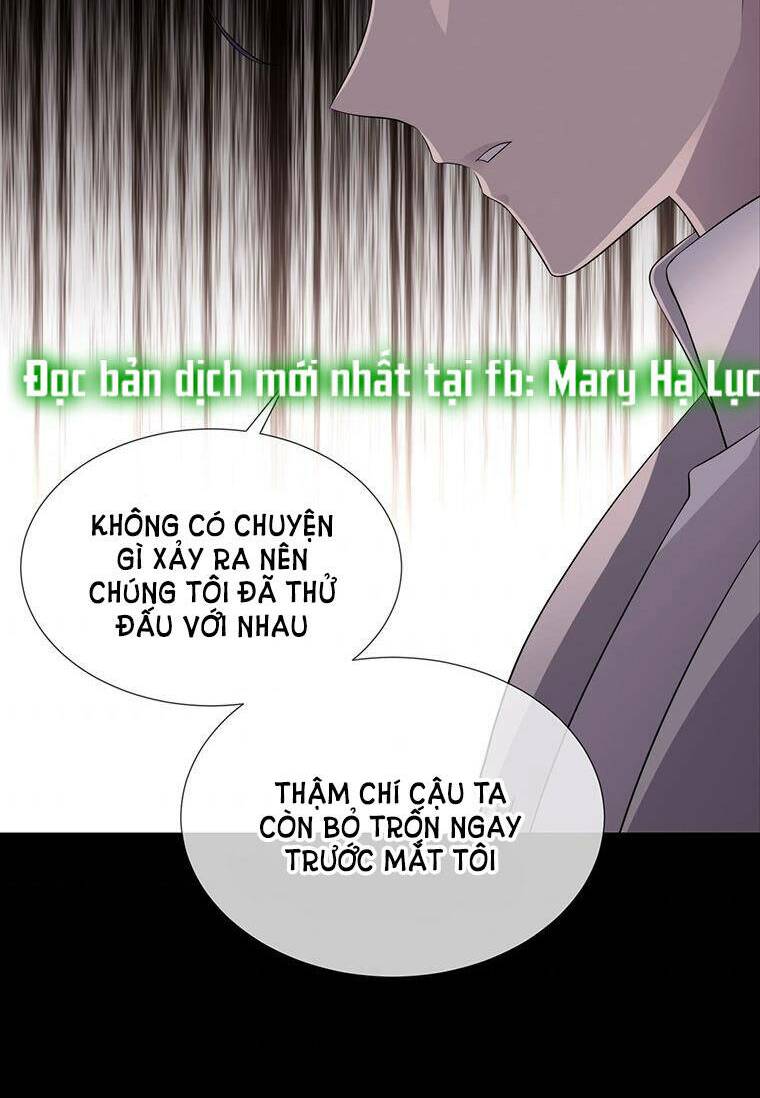 Đọc bản dịch mới nhất tại fb: Mary Hạ Lục
KHÔNG CÓ CHUYỆN
GÌ XẢY RA NÊN
CHÚNG TÔI ĐÃ THỬ
ĐẤU VỚI NHAU
THẬM CHÍ CẬU TA
CÒN BỎ TRỐN NGAY
TRƯỚC MẮT TÔI